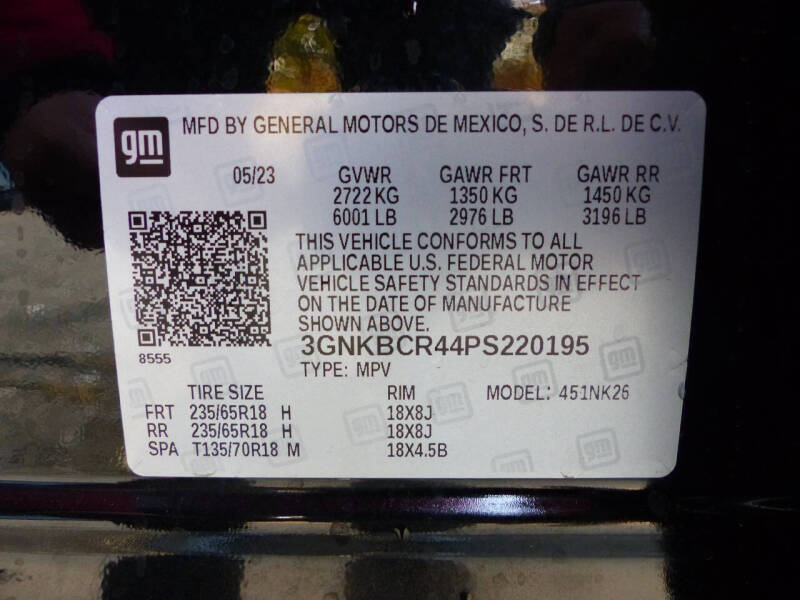 gm MFD BY GENERAL MOTORS DE MEXICO, S. DE R.L. DE C.V.
05/23 GVWR GAWR FRT GAWR RR
2722 KG 1350 KG 1450 KG
6001 LB 2976 LB 3196 LB
THIS VEHICLE CONFORMS TO ALL
APPLICABLE U.S. FEDERAL MOTOR
VEHICLE SAFETY STANDARDS IN EFFECT
ON THE DATE OF MANUFACTURE
SHOWN ABOVE.
3GNKBCR44PS220195
8555
TYPE: MPV
TIRE SIZE RIM MODEL: 451NK26
FRT 235/65R18 H 18X8J
RR 235/65R18 H 18X8J
SPA T135/70R18 M 18X4.5B